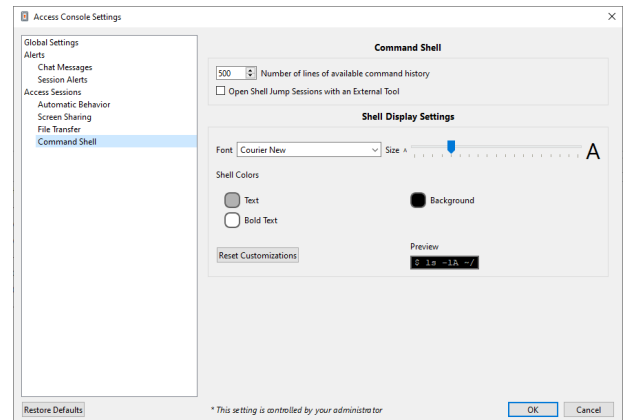 Access Console Settings
Global Settings
Alerts
Chat Messages
Session Alerts
Access Sessions
Automatic Behavior
Screen Sharing
File Transfer
Command Shell
Command Shell
500 Number of lines of available command history
Open Shell Jump Sessions with an External Tool
Shell Display Settings
Font Courier New Size A A
Shell Colors
Text Background
Bold Text
Preview
Reset Customizations
$ ls -lA ~/
Restore Defaults * This setting is controlled by your administrator OK Cancel